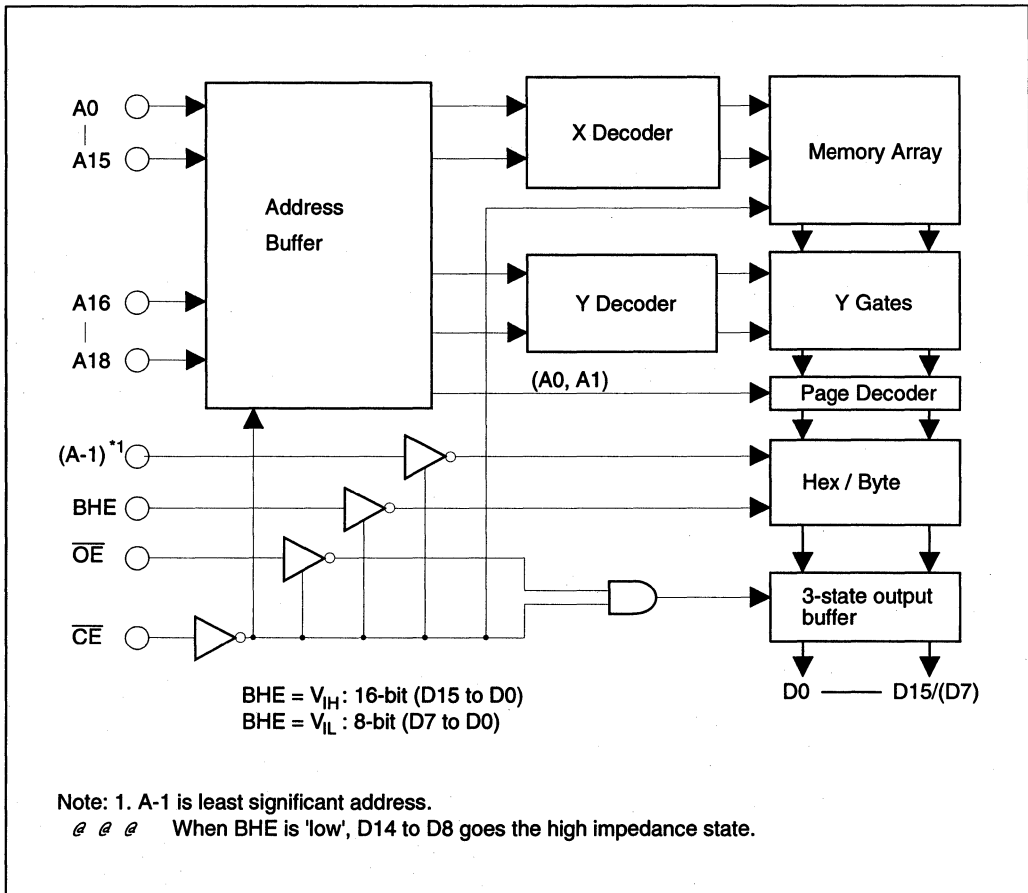 A0
A15
A16
A18
(A-1) *1
BHE
OE
CE
Address
Buffer
X Decoder
Y Decoder
(A0, A1)
Memory Array
Y Gates
Page Decoder
Hex / Byte
3-state output
buffer
D0 —— D15/(D7)
BHE = VIH : 16-bit (D15 to D0)
BHE = VIL : 8-bit (D7 to D0)
Note: 1. A-1 is least significant address.
@ @ @ When BHE is 'low', D14 to D8 goes the high impedance state.